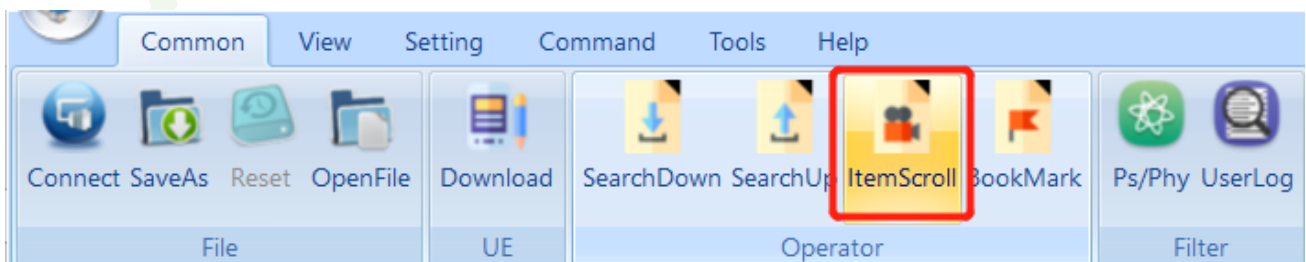 Common View Setting Command Tools Help
Connect SaveAs Reset OpenFile Download SearchDown SearchUp ItemScroll BookMark Ps/Phy UserLog
File UE Operator Filter